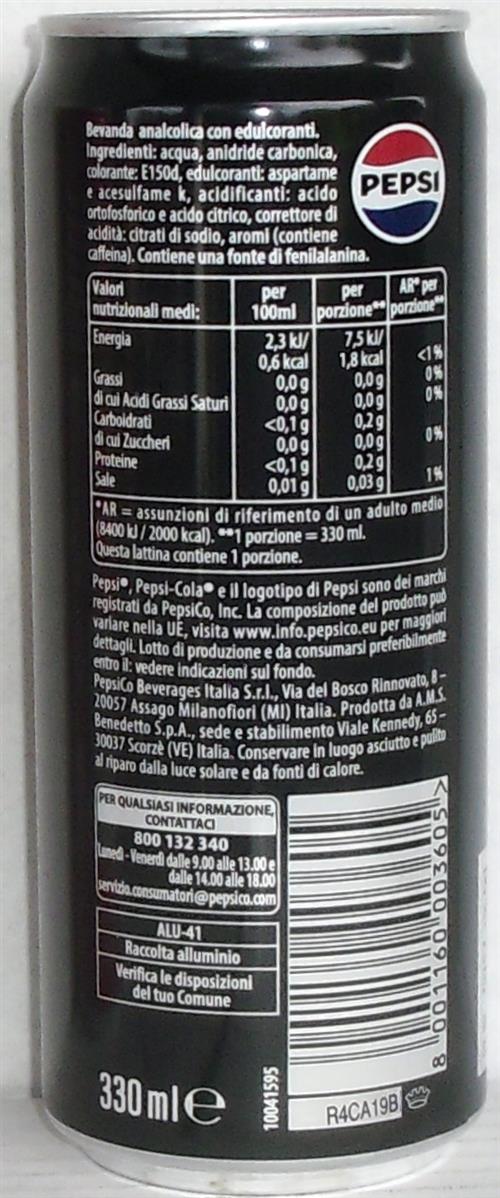 Bevanda analcolica con edulcoranti.
Ingredienti: acqua, anidride carbonica,
colorante: E150d, edulcoranti: aspartame
e acesulfame k, acidificanti: acido
ortofosforico e acido citrico, correttore di
acidità: citrati di sodio, aromi (contiene
caffeina). Contiene una fonte di fenilalanina.
PEPSI
Valori nutrizionali medi: per 100ml per porzione** AR* per porzione**
Energia 2,3 kJ/ 7,5 kJ/
0,6 kcal 1,8 kcal <1%
Grassi 0,0 g 0,0 g 0%
di cui Acidi Grassi Saturi 0,0 g 0,0 g 0%
Carboidrati <0,1 g 0,2 g
di cui Zuccheri 0,0 g 0,0 g 0%
Proteine <0,1 g 0,2 g
Sale 0,01 g 0,03 g 1%
*AR = assunzioni di riferimento di un adulto medio
(8400 kJ / 2000 kcal). **1 porzione = 330 ml.
Questa lattina contiene 1 porzione.
Pepsi®, Pepsi-Cola® e il logotipo di Pepsi sono dei marchi
registrati da PepsiCo, Inc. La composizione del prodotto può
variare nella UE, visita www.info.pepsico.eu per maggiori
dettagli. Lotto di produzione e da consumarsi preferibilmente
entro il: vedere indicazioni sul fondo.
PepsiCo Beverages Italia S.r.l., Via del Bosco Rinnovato, 8 -
20057 Assago Milanofiori (MI) Italia. Prodotta da A.M.S.
Benedetto S.p.A., sede e stabilimento Viale Kennedy, 65 -
30037 Scorzè (VE) Italia. Conservare in luogo asciutto e pulito
al riparo dalla luce solare e da fonti di calore.
PER QUALSIASI INFORMAZIONE,
CONTATTACI
800 132 340
Lunedì - Venerdì dalle 9.00 alle 13.00 e
dalle 14.00 alle 18.00
servizio.consumatori@pepsico.com
ALU-41
Raccolta alluminio
Verifica le disposizioni
del tuo Comune
330 ml e
10041595
8 001160 003605 >
R4CA19B